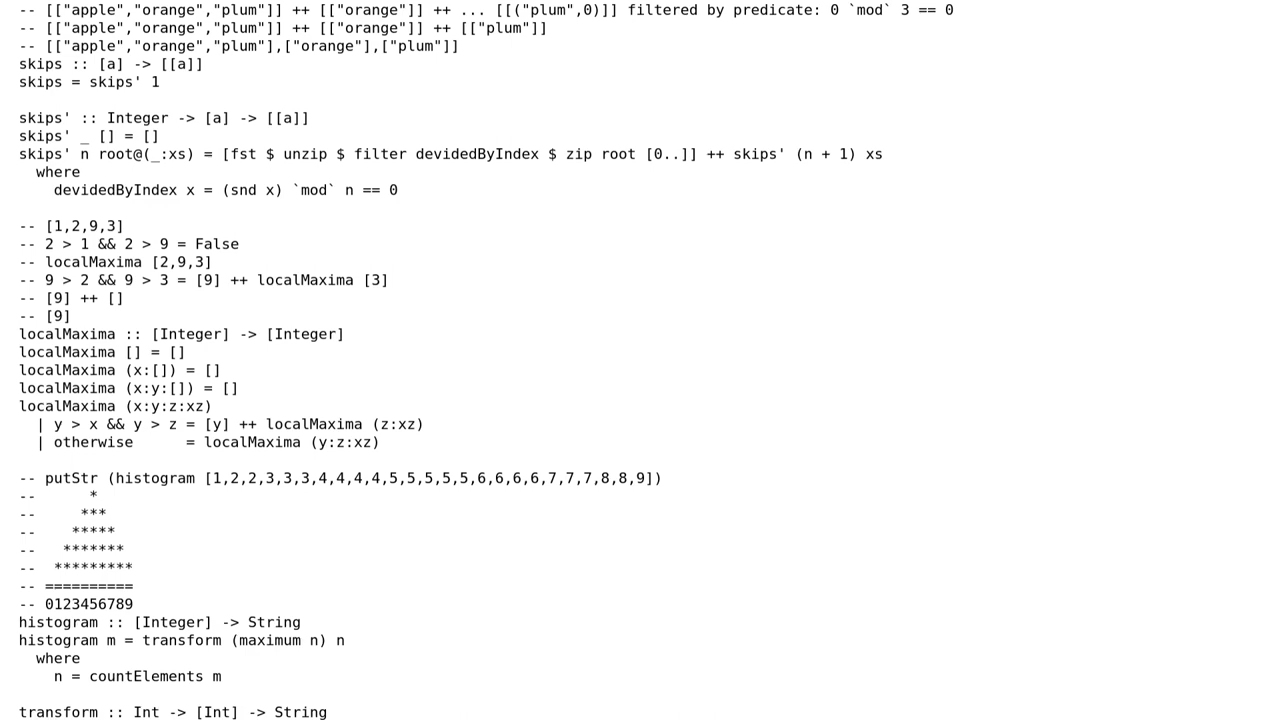 -- [["apple","orange","plum"]] ++ [["orange"]] ++ ... [[("plum",0)]] filtered by predicate: 0 `mod` 3 == 0
-- [["apple","orange","plum"]] ++ [["orange"]] ++ [["plum"]]
-- [["apple","orange","plum"],["orange"],["plum"]]
skips :: [a] -> [[a]]
skips = skips' 1

skips' :: Integer -> [a] -> [[a]]
skips' _ [] = []
skips' n root@(_:xs) = [fst $ unzip $ filter devidedByIndex $ zip root [0..]] ++ skips' (n + 1) xs
  where
    devidedByIndex x = (snd x) `mod` n == 0

-- [1,2,9,3]
-- 2 > 1 && 2 > 9 = False
-- localMaxima [2,9,3]
-- 9 > 2 && 9 > 3 = [9] ++ localMaxima [3]
-- [9] ++ []
-- [9]
localMaxima :: [Integer] -> [Integer]
localMaxima [] = []
localMaxima (x:[]) = []
localMaxima (x:y:[]) = []
localMaxima (x:y:z:xz)
  | y > x && y > z = [y] ++ localMaxima (z:xz)
  | otherwise      = localMaxima (y:z:xz)

-- putStr (histogram [1,2,2,3,3,3,4,4,4,4,5,5,5,5,5,6,6,6,6,7,7,7,8,8,9])
--      *
--     ***
--    *****
--   *******
--  *********
-- ==========
-- 0123456789
histogram :: [Integer] -> String
histogram m = transform (maximum n) n
  where
    n = countElements m

transform :: Int -> [Int] -> String